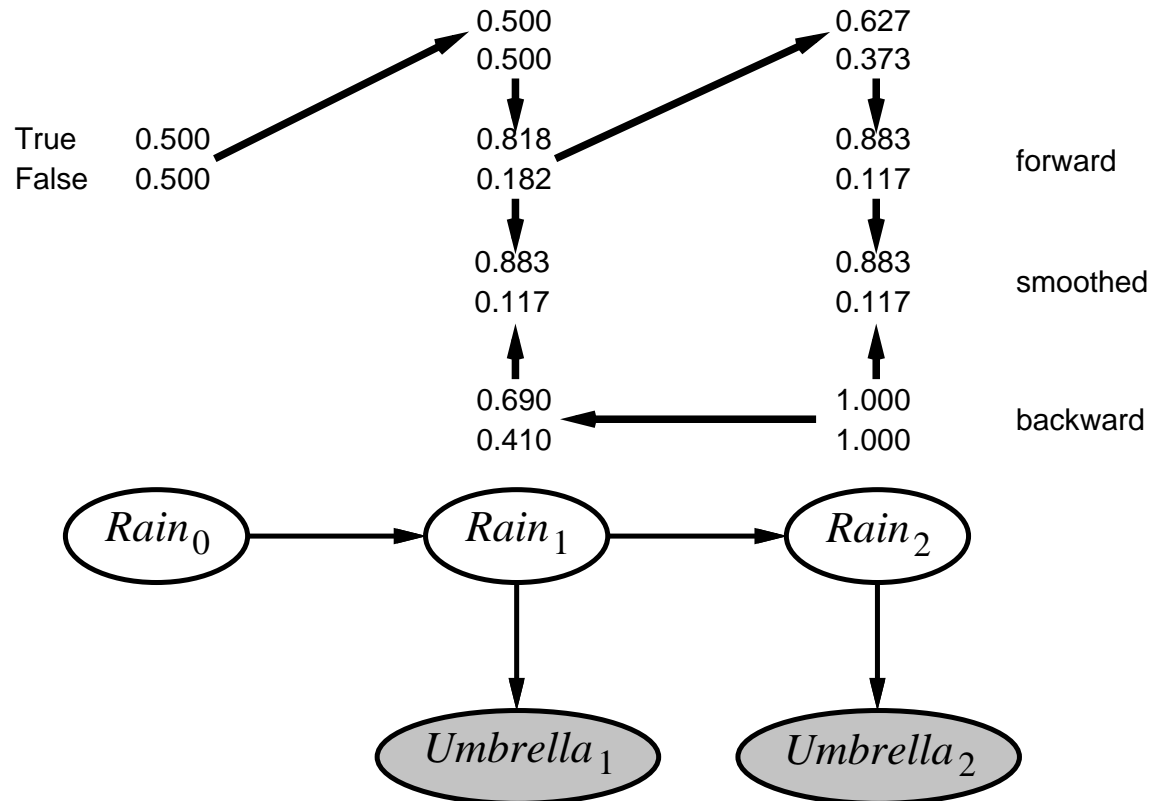 0.500 0.627
0.500 0.373
True 0.500 0.818 0.883
False 0.500 0.182 0.117
forward
0.883 0.883
smoothed
0.117 0.117
0.690 1.000
backward
0.410 1.000
Rain0 Rain1 Rain2
Umbrella1 Umbrella2